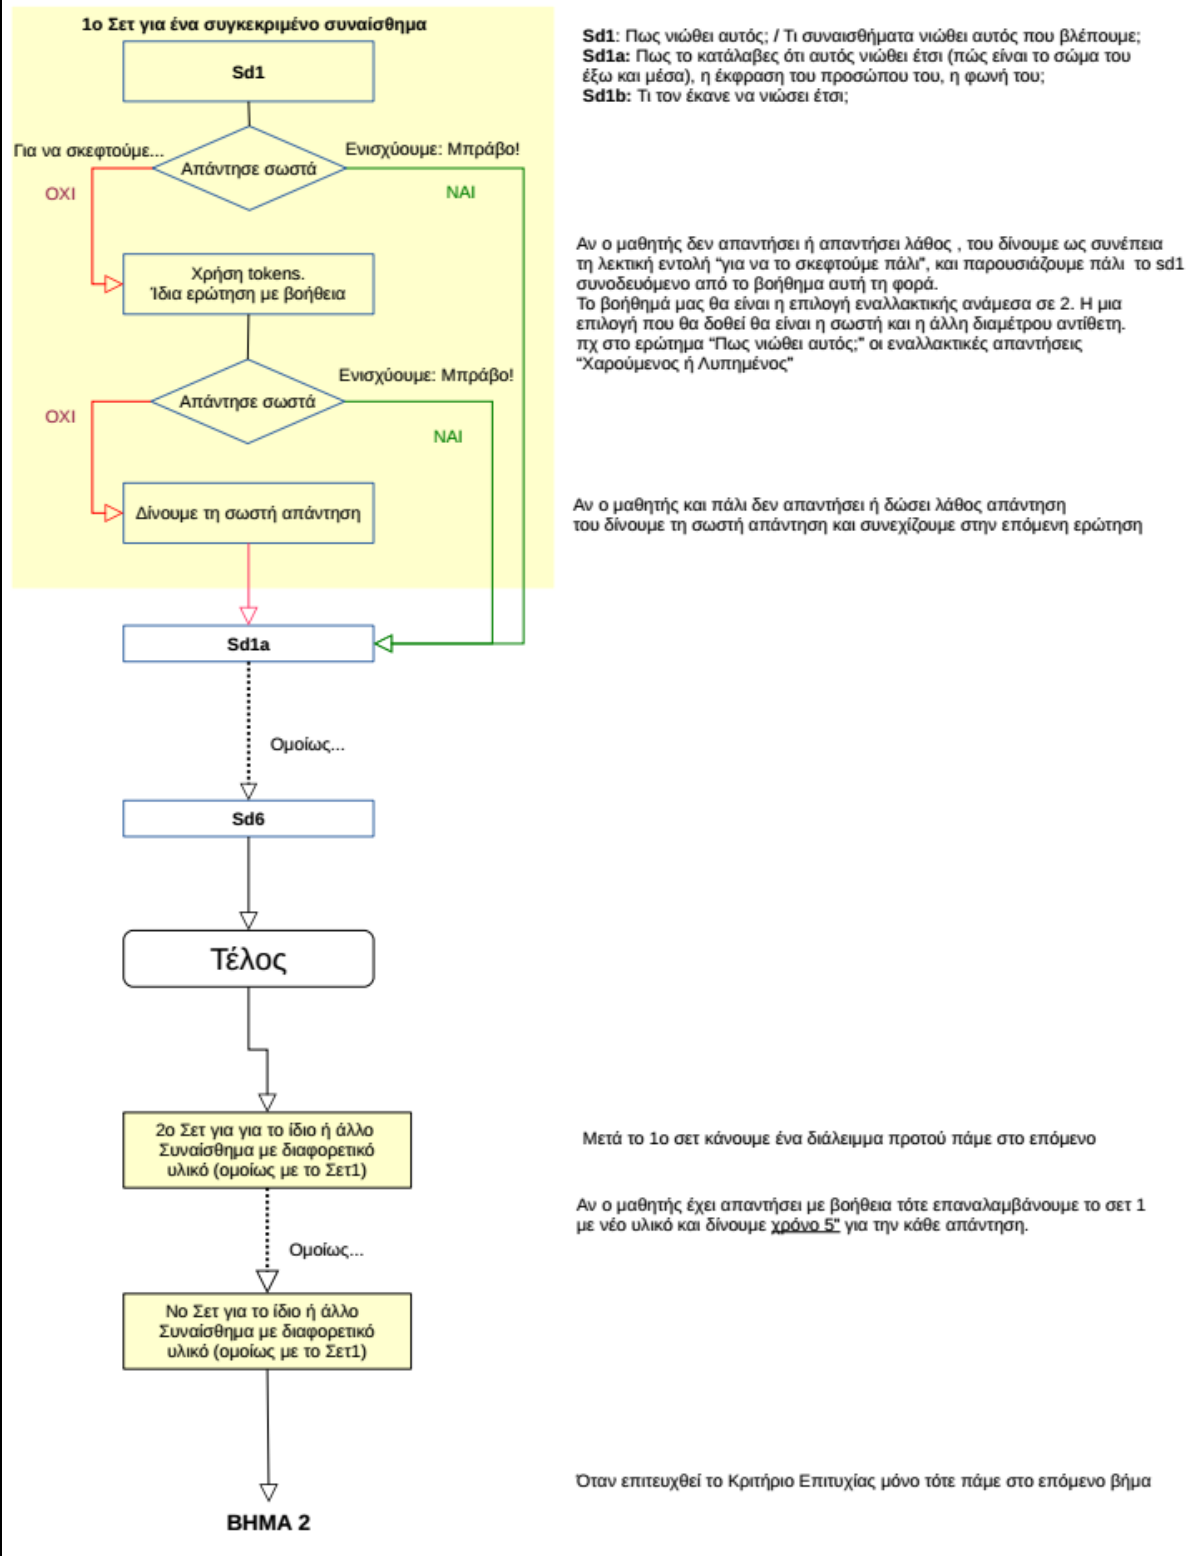 1ο Σετ για ένα συγκεκριμένο συναίσθημα
Sd1
Για να σκεφτούμε...
Ενισχύουμε: Μπράβο!
Απάντησε σωστά
ΟΧΙ
ΝΑΙ
Χρήση tokens.
Ίδια ερώτηση με βοήθεια
Ενισχύουμε: Μπράβο!
Απάντησε σωστά
ΟΧΙ
ΝΑΙ
Δίνουμε τη σωστή απάντηση
Sd1a
Ομοίως...
Sd6
Τέλος
2ο Σετ για για το ίδιο ή άλλο
Συναίσθημα με διαφορετικό
υλικό (ομοίως με το Σετ1)
Ομοίως...
Νο Σετ για το ίδιο ή άλλο
Συναίσθημα με διαφορετικό
υλικό (ομοίως με το Σετ1)
ΒΗΜΑ 2
Sd1: Πως νιώθει αυτός; / Τι συναισθήματα νιώθει αυτός που βλέπουμε;
Sd1a: Πως το κατάλαβες ότι αυτός νιώθει έτσι (πώς είναι το σώμα του
έξω και μέσα), η έκφραση του προσώπου του, η φωνή του;
Sd1b: Τι τον έκανε να νιώσει έτσι;
Αν ο μαθητής δεν απαντήσει ή απαντήσει λάθος , του δίνουμε ως συνέπεια
τη λεκτική εντολή “για να το σκεφτούμε πάλι”, και παρουσιάζουμε πάλι το sd1
συνοδευόμενο από το βοήθημα αυτή τη φορά.
Το βοήθημά μας θα είναι η επιλογή εναλλακτικής ανάμεσα σε 2. Η μια
επιλογή που θα δοθεί θα είναι η σωστή και η άλλη διαμέτρου αντίθετη.
πχ στο ερώτημα “Πως νιώθει αυτός;” οι εναλλακτικές απαντήσεις
“Χαρούμενος ή Λυπημένος”
Αν ο μαθητής και πάλι δεν απαντήσει ή δώσει λάθος απάντηση
του δίνουμε τη σωστή απάντηση και συνεχίζουμε στην επόμενη ερώτηση
Μετά το 1ο σετ κάνουμε ένα διάλειμμα προτού πάμε στο επόμενο
Αν ο μαθητής έχει απαντήσει με βοήθεια τότε επαναλαμβάνουμε το σετ 1
με νέο υλικό και δίνουμε χρόνο 5" για την κάθε απάντηση.
Όταν επιτευχθεί το Κριτήριο Επιτυχίας μόνο τότε πάμε στο επόμενο βήμα